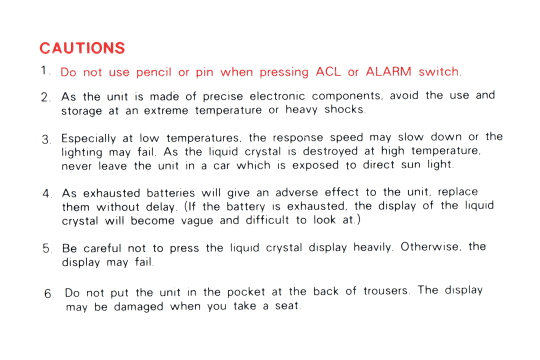 CAUTIONS
1. Do not use pencil or pin when pressing ACL or ALARM switch.
2. As the unit is made of precise electronic components, avoid the use and
storage at an extreme temperature or heavy shocks.
3. Especially at low temperatures, the response speed may slow down or the
lighting may fail. As the liquid crystal is destroyed at high temperature,
never leave the unit in a car which is exposed to direct sun light.
4. As exhausted batteries will give an adverse effect to the unit, replace
them without delay. (If the battery is exhausted, the display of the liquid
crystal will become vague and difficult to look at.)
5. Be careful not to press the liquid crystal display heavily. Otherwise, the
display may fail.
6. Do not put the unit in the pocket at the back of trousers. The display
may be damaged when you take a seat.